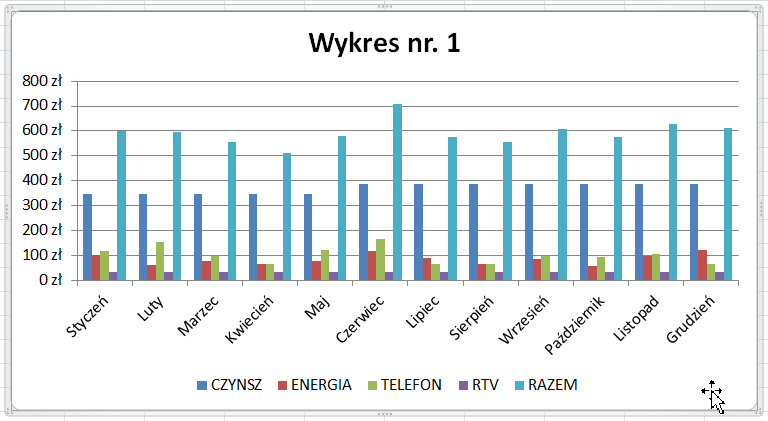 Wykres nr. 1
800 zł
700 zł
600 zł
500 zł
400 zł
300 zł
200 zł
100 zł
0 zł
Styczeń
Luty
Marzec
Kwiecień
Maj
Czerwiec
Lipiec
Sierpień
Wrzesień
Październik
Listopad
Grudzień
CZYNSZ ENERGIA TELEFON RTV RAZEM